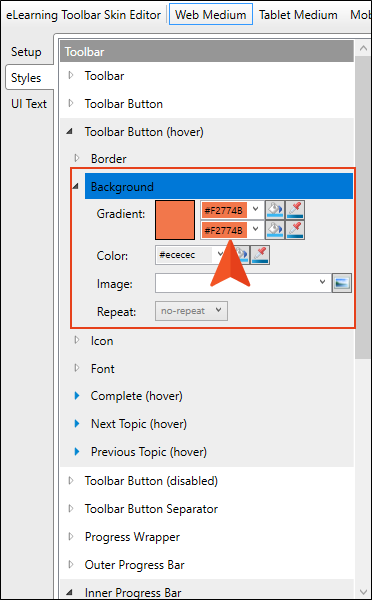 eLearning Toolbar Skin Editor Web Medium Tablet Medium Mob
Setup
Styles
UI Text
Toolbar
Toolbar
Toolbar Button
Toolbar Button (hover)
Border
Background
Gradient: #F2774B
#F2774B
Color: #ececec
Image:
Repeat: no-repeat
Icon
Font
Complete (hover)
Next Topic (hover)
Previous Topic (hover)
Toolbar Button (disabled)
Toolbar Button Separator
Progress Wrapper
Outer Progress Bar
Inner Progress Bar